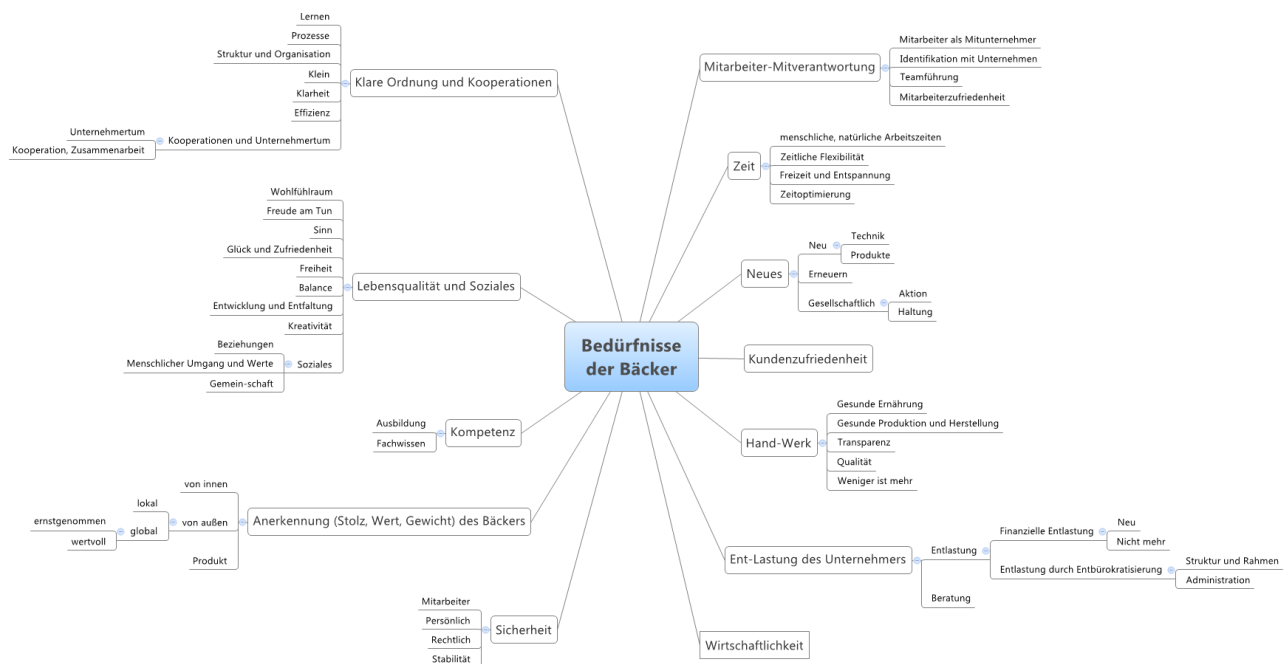 Bedürfnisse
der Bäcker
Mitarbeiter-Mitverantwortung
Mitarbeiter als Mitunternehmer
Identifikation mit Unternehmen
Teamführung
Mitarbeiterzufriedenheit
Zeit
menschliche, natürliche Arbeitszeiten
Zeitliche Flexibilität
Freizeit und Entspannung
Zeitoptimierung
Neues
Neu
Technik
Produkte
Erneuern
Gesellschaftlich
Aktion
Haltung
Kundenzufriedenheit
Hand-Werk
Gesunde Ernährung
Gesunde Produktion und Herstellung
Transparenz
Qualität
Weniger ist mehr
Ent-Lastung des Unternehmers
Entlastung
Finanzielle Entlastung
Neu
Nicht mehr
Entlastung durch Entbürokratisierung
Struktur und Rahmen
Administration
Beratung
Wirtschaftlichkeit
Klare Ordnung und Kooperationen
Lernen
Prozesse
Struktur und Organisation
Klein
Klarheit
Effizienz
Kooperationen und Unternehmertum
Unternehmertum
Kooperation, Zusammenarbeit
Lebensqualität und Soziales
Wohlfühlraum
Freude am Tun
Sinn
Glück und Zufriedenheit
Freiheit
Balance
Entwicklung und Entfaltung
Kreativität
Soziales
Beziehungen
Menschlicher Umgang und Werte
Gemein-schaft
Kompetenz
Ausbildung
Fachwissen
Anerkennung (Stolz, Wert, Gewicht) des Bäckers
von innen
von außen
lokal
global
ernstgenommen
wertvoll
Produkt
Sicherheit
Mitarbeiter
Persönlich
Rechtlich
Stabilität